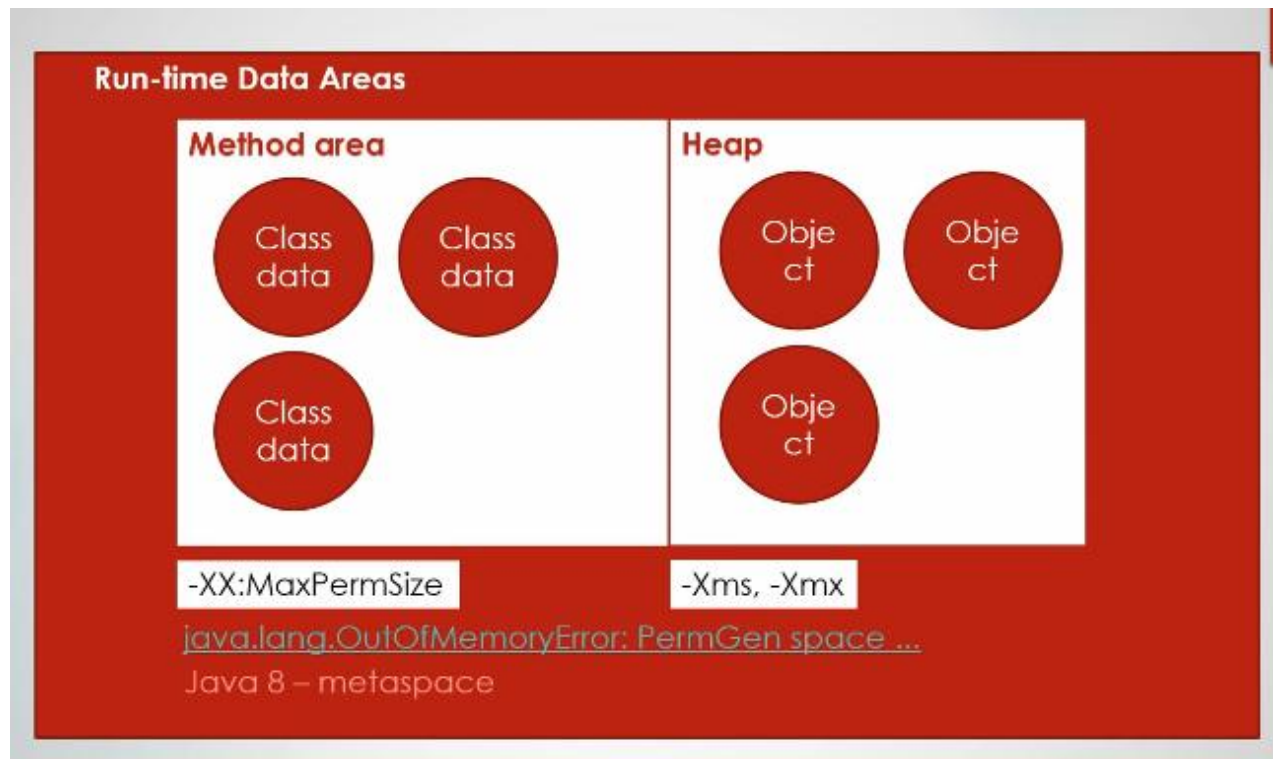 Run-time Data Areas
Method area
Class
data
Class
data
Class
data
Heap
Obje
ct
Obje
ct
Obje
ct
-XX:MaxPermSize
-Xms, -Xmx
java.lang.OutOfMemoryError: PermGen space ...
Java 8 – metaspace